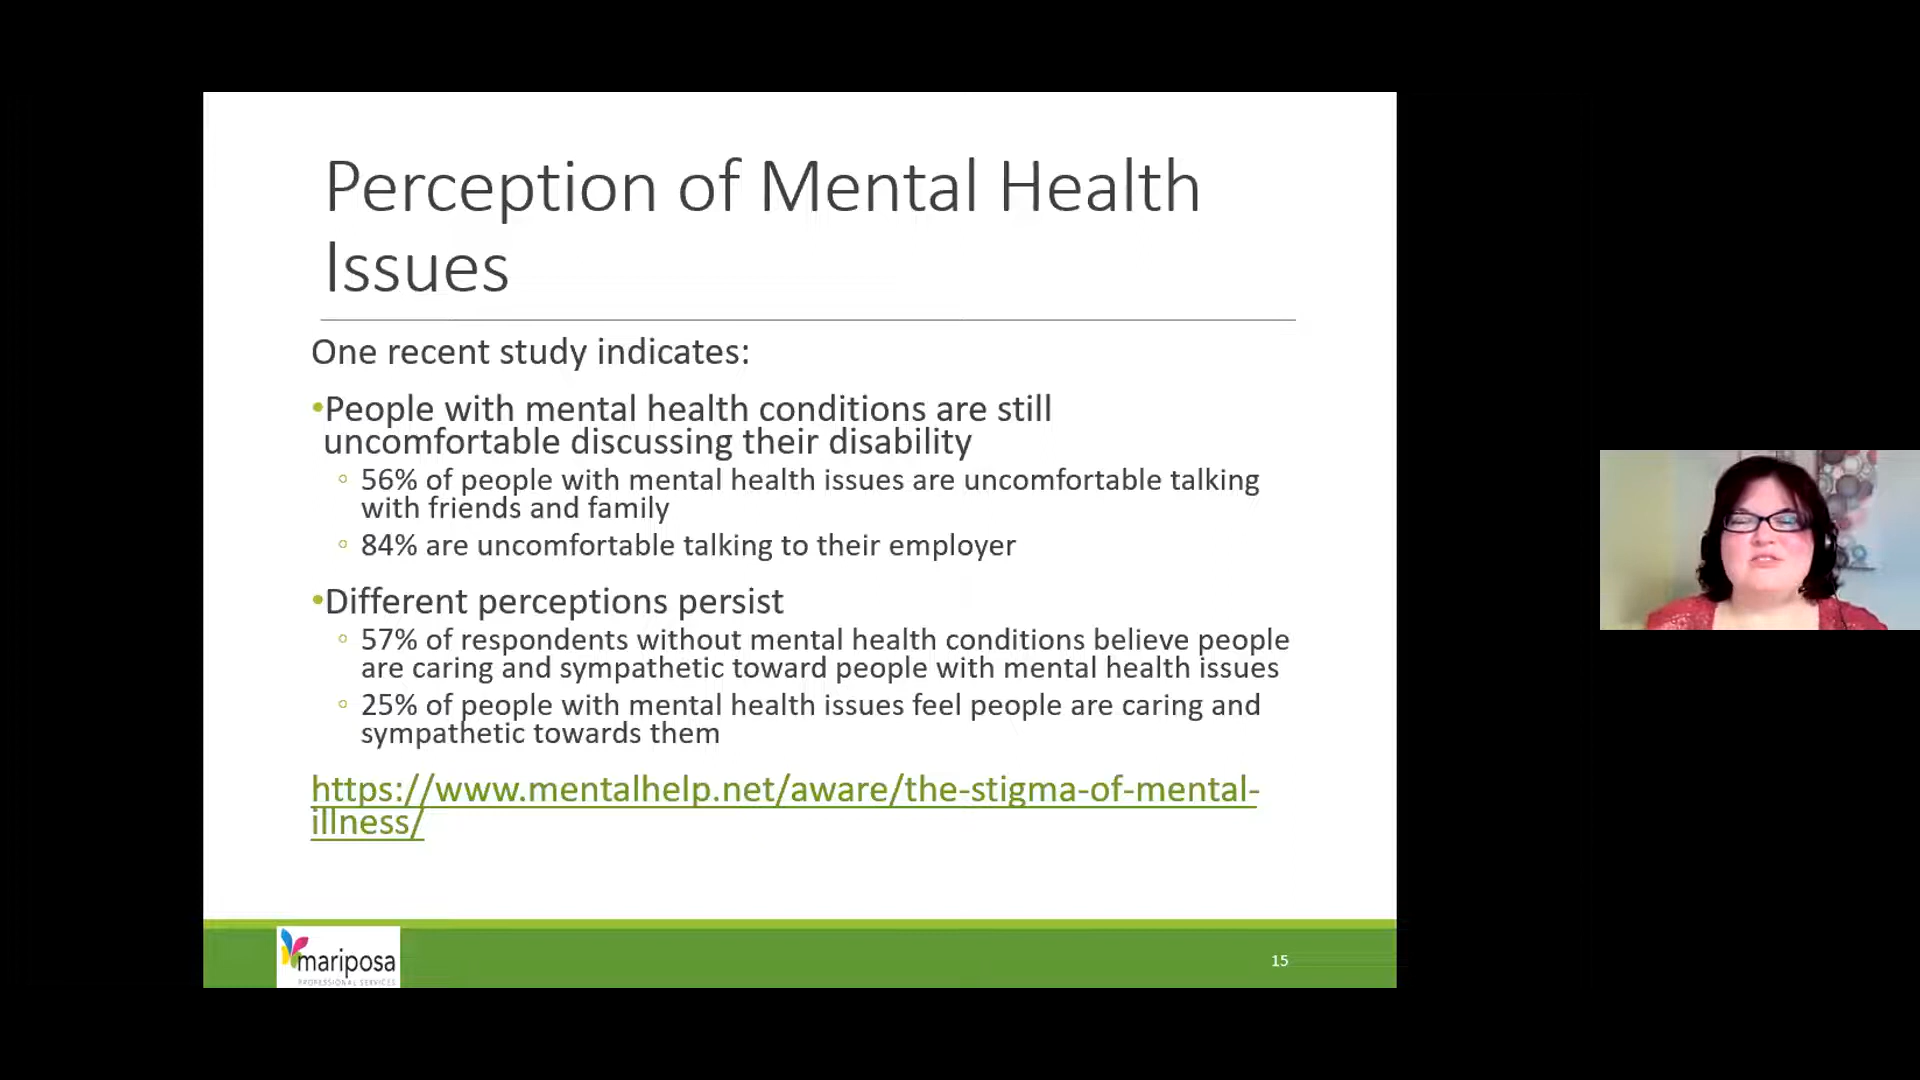 Perception of Mental Health
Issues
One recent study indicates:
•People with mental health conditions are still
uncomfortable discussing their disability
◦ 56% of people with mental health issues are uncomfortable talking
with friends and family
◦ 84% are uncomfortable talking to their employer
•Different perceptions persist
◦ 57% of respondents without mental health conditions believe people
are caring and sympathetic toward people with mental health issues
◦ 25% of people with mental health issues feel people are caring and
sympathetic towards them
https://www.mentalhelp.net/aware/the-stigma-of-mental-
illness/
mariposa
PROFESSIONAL SERVICES
15